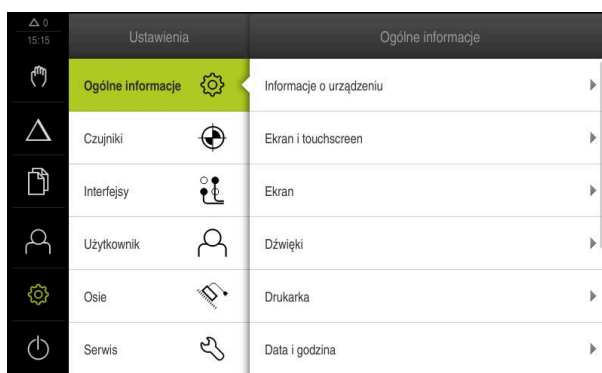 0
15:15
Ustawienia
Ogólne informacje
Ogólne informacje
Czujniki
Interfejsy
Użytkownik
Osie
Serwis
Informacje o urządzeniu
Ekran i touchscreen
Ekran
Dźwięki
Drukarka
Data i godzina